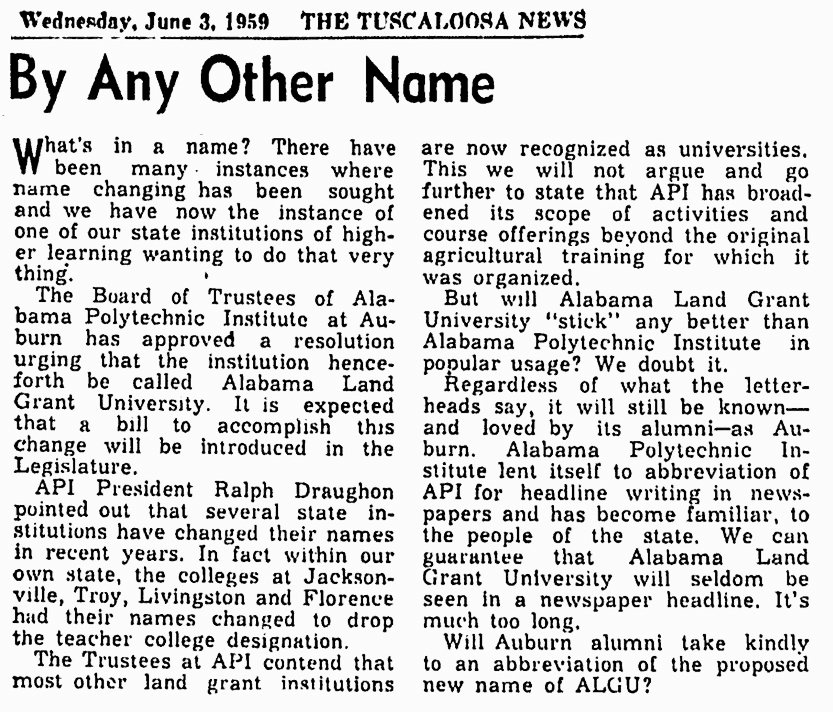 Wednesday, June 3, 1959 THE TUSCALOOSA NEWS
By Any Other Name
What's in a name? There have
been many instances where
name changing has been sought
and we have now the instance of
one of our state institutions of high-
er learning wanting to do that very
thing.
The Board of Trustees of Ala-
bama Polytechnic Institute at Au-
burn has approved a resolution
urging that the institution hence-
forth be called Alabama Land
Grant University. It is expected
that a bill to accomplish this
change will be introduced in the
Legislature.
API President Ralph Draughon
pointed out that several state in-
stitutions have changed their names
in recent years. In fact within our
own state, the colleges at Jackson-
ville, Troy, Livingston and Florence
had their names changed to drop
the teacher college designation.
The Trustees at API contend that
most other land grant institutions
are now recognized as universities.
This we will not argue and go
further to state that API has broad-
ened its scope of activities and
course offerings beyond the original
agricultural training for which it
was organized.
But will Alabama Land Grant
University "stick" any better than
Alabama Polytechnic Institute in
popular usage? We doubt it.
Regardless of what the letter-
heads say, it will still be known—
and loved by its alumni—as Au-
burn. Alabama Polytechnic In-
stitute lent itself to abbreviation of
API for headline writing in news-
papers and has become familiar, to
the people of the state. We can
guarantee that Alabama Land
Grant University will seldom be
seen in a newspaper headline. It's
much too long.
Will Auburn alumni take kindly
to an abbreviation of the proposed
new name of ALGU?